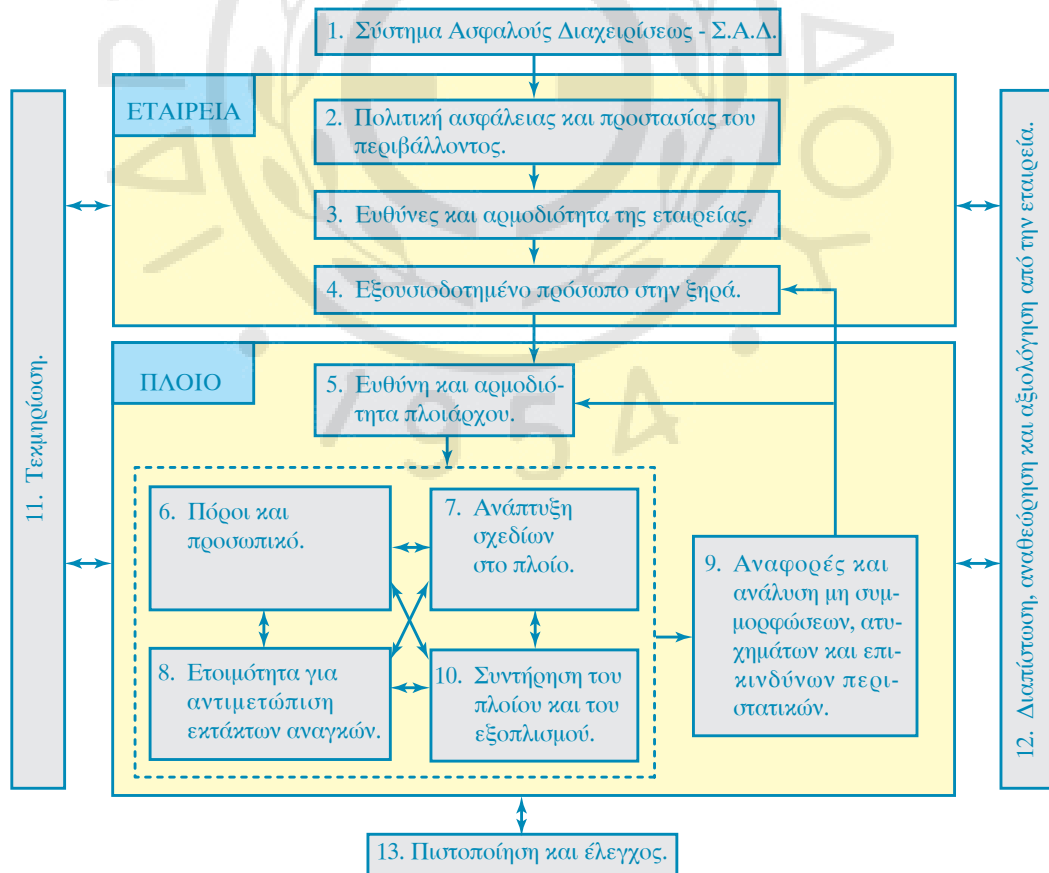 1. Σύστημα Ασφαλούς Διαχειρίσεως - Σ.Α.Δ.
ΕΤΑΙΡΕΙΑ
2. Πολιτική ασφάλειας και προστασίας του
περιβάλλοντος.
3. Ευθύνες και αρμοδιότητα της εταιρείας.
4. Εξουσιοδοτημένο πρόσωπο στην ξηρά.
ΠΛΟΙΟ
5. Ευθύνη και αρμοδιό-
τητα πλοιάρχου.
6. Πόροι και
προσωπικό.
7. Ανάπτυξη
σχεδίων
στο πλοίο.
8. Ετοιμότητα για
αντιμετώπιση
εκτάκτων αναγκών.
10. Συντήρηση του
πλοίου και του
εξοπλισμού.
9. Αναφορές και
ανάλυση μη συμ-
μορφώσεων, ατυ-
χημάτων και επι-
κινδύνων περι-
στατικών.
11. Τεκμηρίωση.
12. Διαπίστωση, αναθεώρηση και αξιολόγηση από την εταιρεία.
13. Πιστοποίηση και έλεγχος.
1954